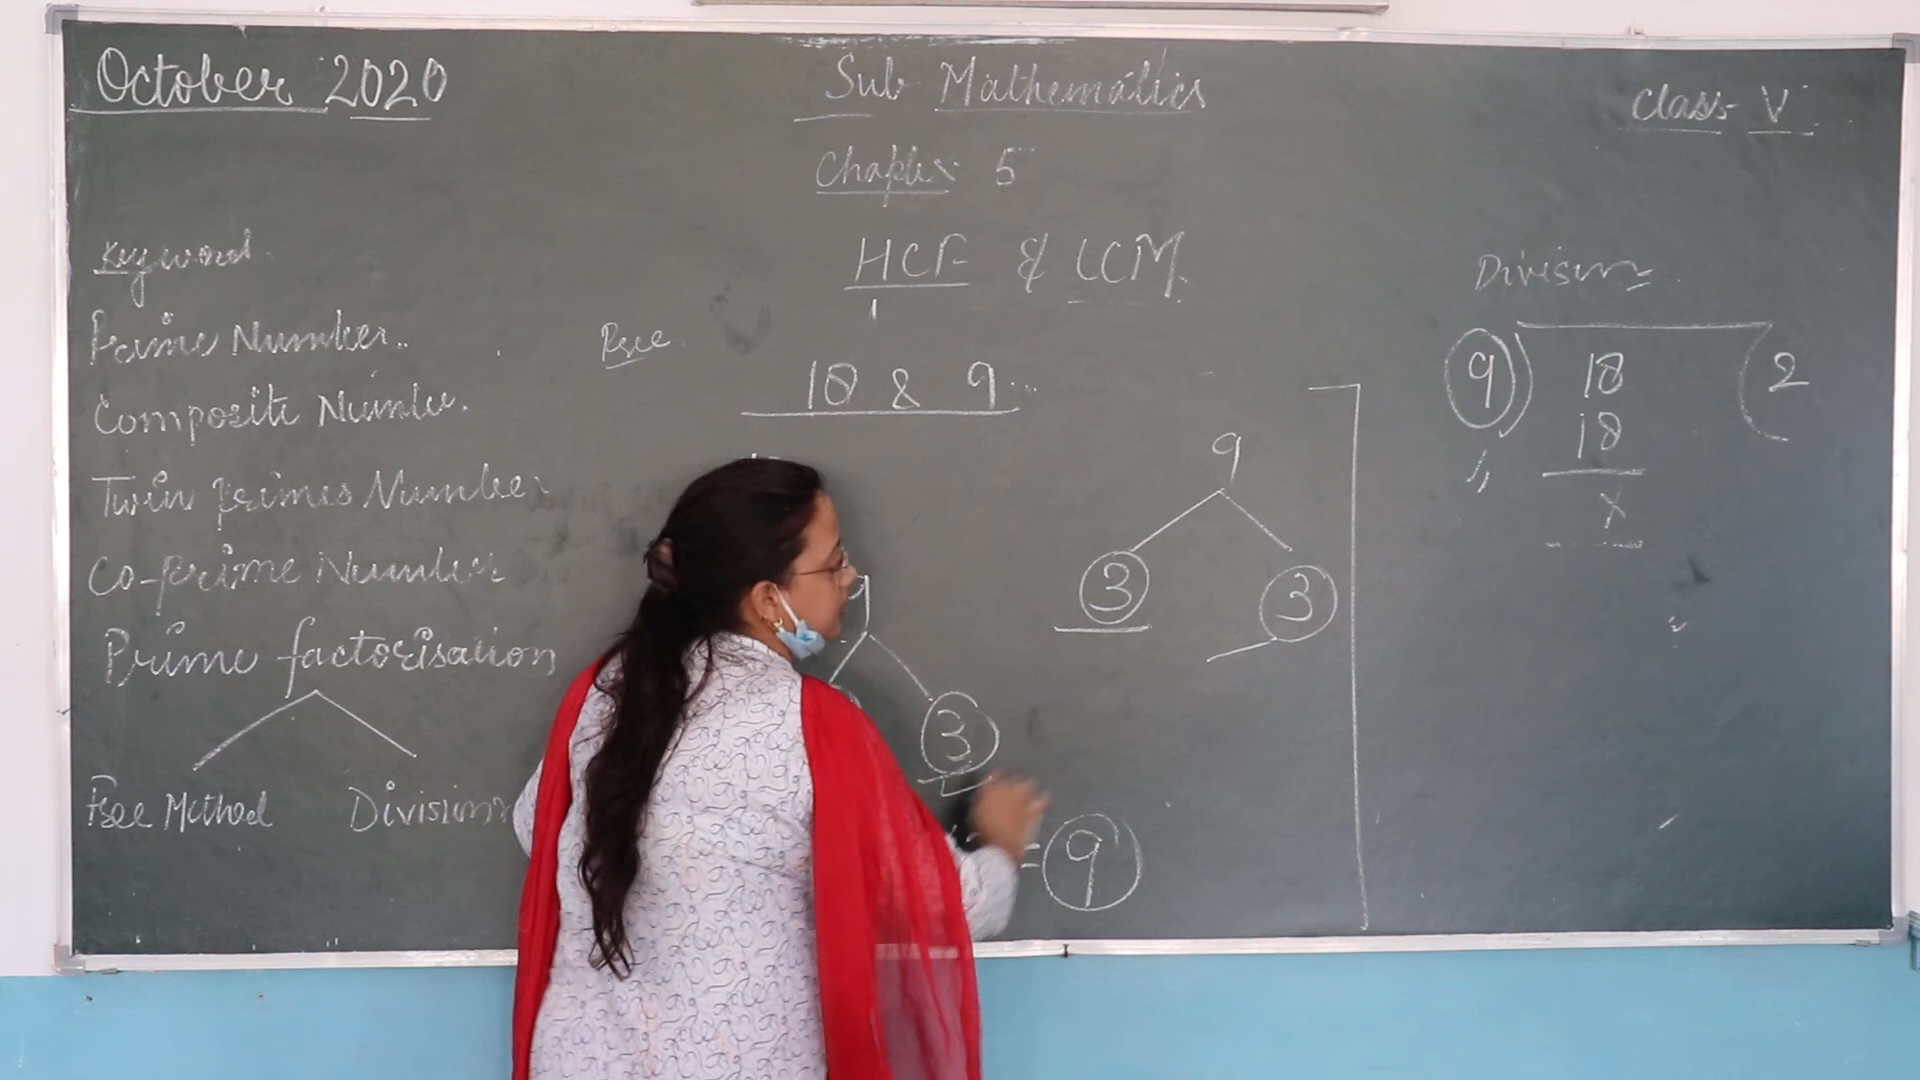 October 2020
Sub Mathematics
Class V
Chapter 5
HCF & LCM
Keyword
Prime Number
Composite Number
Twin primes Number
Co-prime Number
Prime factorisation
Tree Method Division
Tree
18 & 9
9
3 3
3
= 9
Division
9) 18 (2
18
x